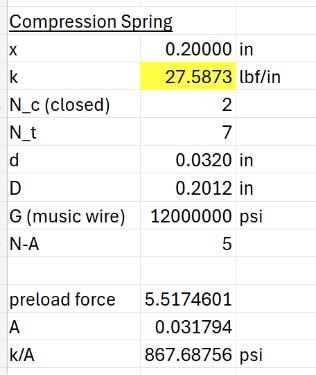 Compression Spring
x 0.20000 in
k 27.5873 lbf/in
N_c (closed) 2
N_t 7
d 0.0320 in
D 0.2012 in
G (music wire) 12000000 psi
N-A 5
preload force 5.5174601
A 0.031794
k/A 867.68756 psi